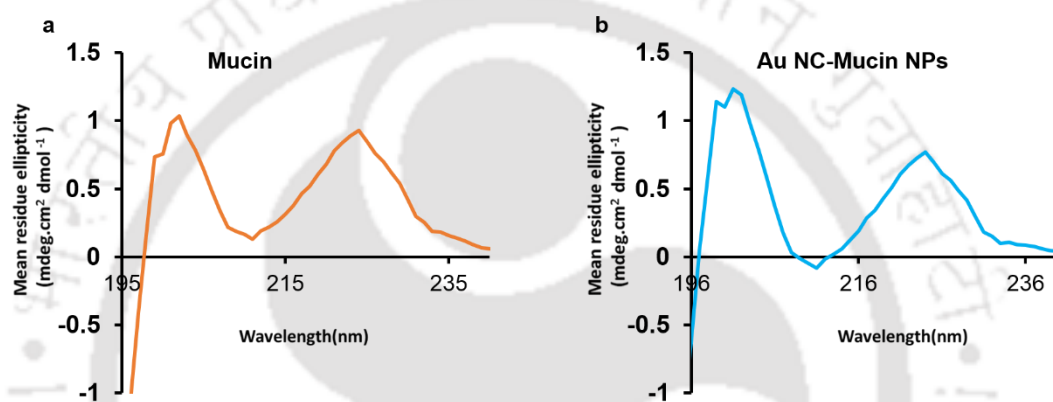 a
Mucin
1.5
1
0.5
0
-0.5
-1
195
215
235
Mean residue ellipticity
(mdeg.cm² dmol⁻¹ )
Wavelength(nm)
b
Au NC-Mucin NPs
1.5
1
0.5
0
-0.5
-1
196
216
236
Mean residue ellipticity
(mdeg.cm² dmol⁻¹ )
Wavelength(nm)